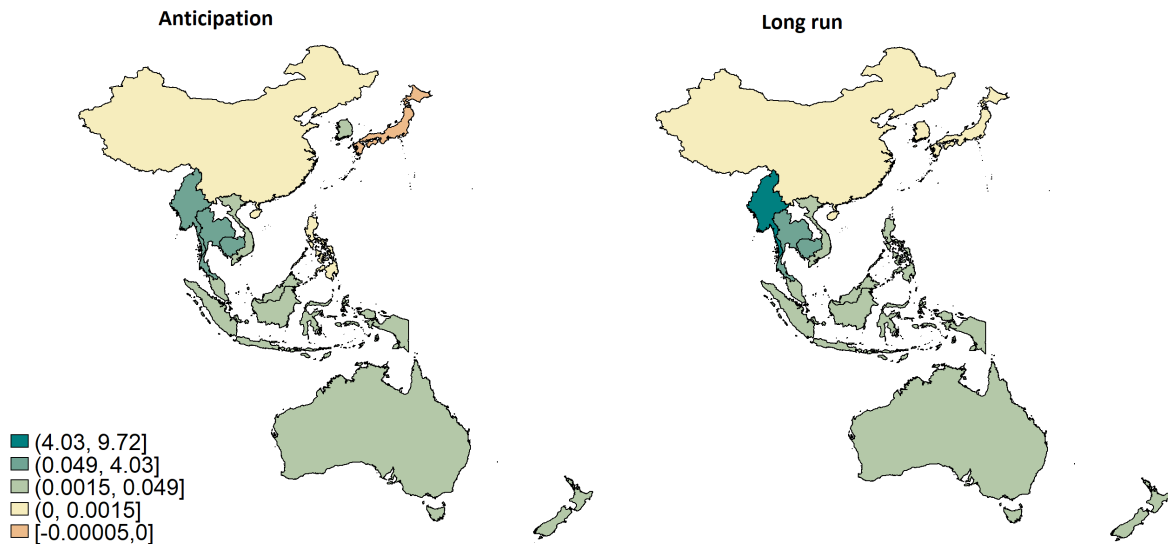 Anticipation
Long run
(4.03, 9.72]
(0.049, 4.03]
(0.0015, 0.049]
(0, 0.0015]
[-0.00005,0]